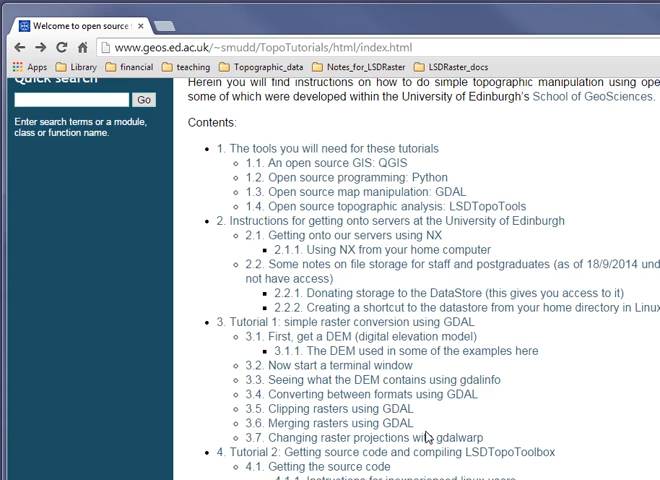 Welcome to open source
www.geos.ed.ac.uk/~smudd/TopoTutorials/html/index.html
Apps Library financial teaching Topographic_data Notes_for_LSDRaster LSDRaster_docs
Quick search
Go
Enter search terms or a module,
class or function name.
Herein you will find instructions on how to do simple topographic manipulation using
some of which were developed within the University of Edinburgh's School of GeoSciences.
Contents:
1. The tools you will need for these tutorials
1.1. An open source GIS: QGIS
1.2. Open source programming: Python
1.3. Open source map manipulation: GDAL
1.4. Open source topographic analysis: LSDTopoTools
2. Instructions for getting onto servers at the University of Edinburgh
2.1. Getting onto our servers using NX
2.1.1. Using NX from your home computer
2.2. Some notes on file storage for staff and postgraduates (as of 18/9/2014
not have access)
2.2.1. Donating storage to the DataStore (this gives you access to it)
2.2.2. Creating a shortcut to the datastore from your home directory in Linux
3. Tutorial 1: simple raster conversion using GDAL
3.1. First, get a DEM (digital elevation model)
3.1.1. The DEM used in some of the examples here
3.2. Now start a terminal window
3.3. Seeing what the DEM contains using gdalinfo
3.4. Converting between formats using GDAL
3.5. Clipping rasters using GDAL
3.6. Merging rasters using GDAL
3.7. Changing raster projections with gdalwarp
4. Tutorial 2: Getting source code and compiling LSDTopoToolbox
4.1. Getting the source code
4.1.1. Instructions for inexperienced linux users